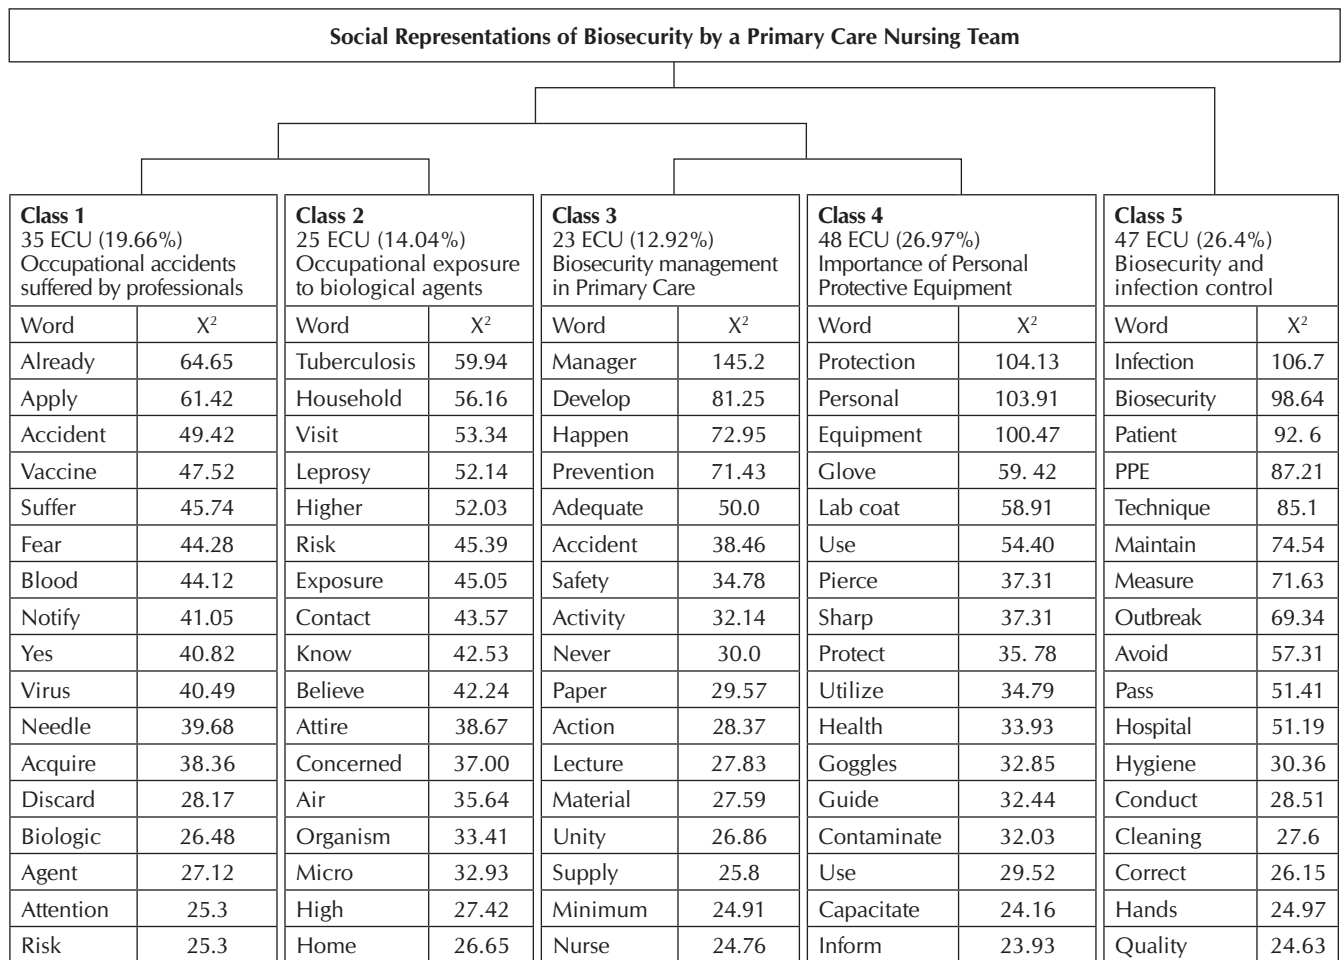 Social Representations of Biosecurity by a Primary Care Nursing Team
Class 1
35 ECU (19.66%)
Occupational accidents
suffered by professionals
Word X²
Already 64.65
Apply 61.42
Accident 49.42
Vaccine 47.52
Suffer 45.74
Fear 44.28
Blood 44.12
Notify 41.05
Yes 40.82
Virus 40.49
Needle 39.68
Acquire 38.36
Discard 28.17
Biologic 26.48
Agent 27.12
Attention 25.3
Risk 25.3
Class 2
25 ECU (14.04%)
Occupational exposure
to biological agents
Word X²
Tuberculosis 59.94
Household 56.16
Visit 53.34
Leprosy 52.14
Higher 52.03
Risk 45.39
Exposure 45.05
Contact 43.57
Know 42.53
Believe 42.24
Attire 38.67
Concerned 37.00
Air 35.64
Organism 33.41
Micro 32.93
High 27.42
Home 26.65
Class 3
23 ECU (12.92%)
Biosecurity management
in Primary Care
Word X²
Manager 145.2
Develop 81.25
Happen 72.95
Prevention 71.43
Adequate 50.0
Accident 38.46
Safety 34.78
Activity 32.14
Never 30.0
Paper 29.57
Action 28.37
Lecture 27.83
Material 27.59
Unity 26.86
Supply 25.8
Minimum 24.91
Nurse 24.76
Class 4
48 ECU (26.97%)
Importance of Personal
Protective Equipment
Word X²
Protection 104.13
Personal 103.91
Equipment 100.47
Glove 59. 42
Lab coat 58.91
Use 54.40
Pierce 37.31
Sharp 37.31
Protect 35. 78
Utilize 34.79
Health 33.93
Goggles 32.85
Guide 32.44
Contaminate 32.03
Use 29.52
Capacitate 24.16
Inform 23.93
Class 5
47 ECU (26.4%)
Biosecurity and
infection control
Word X²
Infection 106.7
Biosecurity 98.64
Patient 92. 6
PPE 87.21
Technique 85.1
Maintain 74.54
Measure 71.63
Outbreak 69.34
Avoid 57.31
Pass 51.41
Hospital 51.19
Hygiene 30.36
Conduct 28.51
Cleaning 27.6
Correct 26.15
Hands 24.97
Quality 24.63